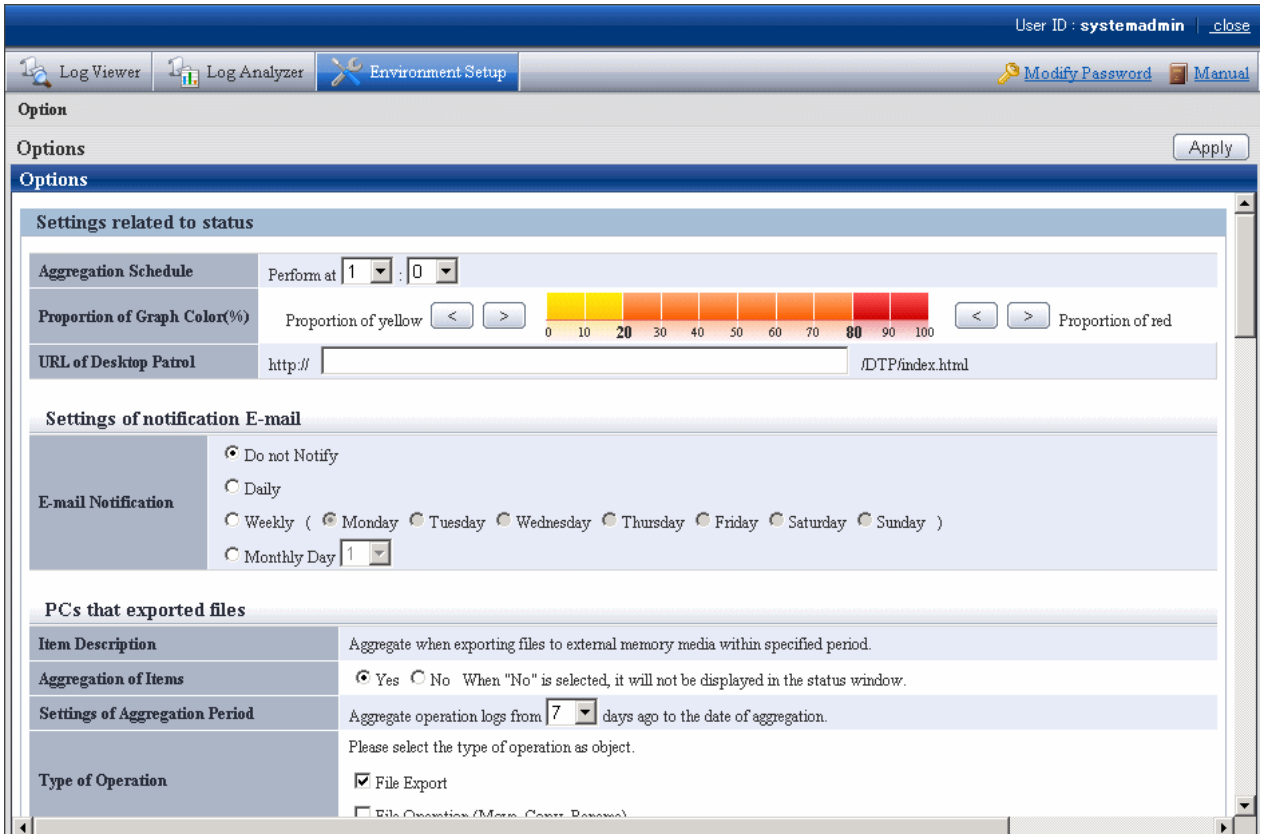 User ID : systemadmin | close
Log Viewer Log Analyzer Environment Setup Modify Password Manual
Option
Options Apply
Options
Settings related to status
Aggregation Schedule Perform at 1 : 0
Proportion of Graph Color(%) Proportion of yellow < > 0 10 20 30 40 50 60 70 80 90 100 < > Proportion of red
URL of Desktop Patrol http:// /DTP/index.html
Settings of notification E-mail
E-mail Notification
Do not Notify
Daily
Weekly ( Monday Tuesday Wednesday Thursday Friday Saturday Sunday )
Monthly Day 1
PCs that exported files
Item Description Aggregate when exporting files to external memory media within specified period.
Aggregation of Items Yes No When "No" is selected, it will not be displayed in the status window.
Settings of Aggregation Period Aggregate operation logs from 7 days ago to the date of aggregation.
Type of Operation
Please select the type of operation as object.
File Export
File Operation (Move, Copy, Rename)